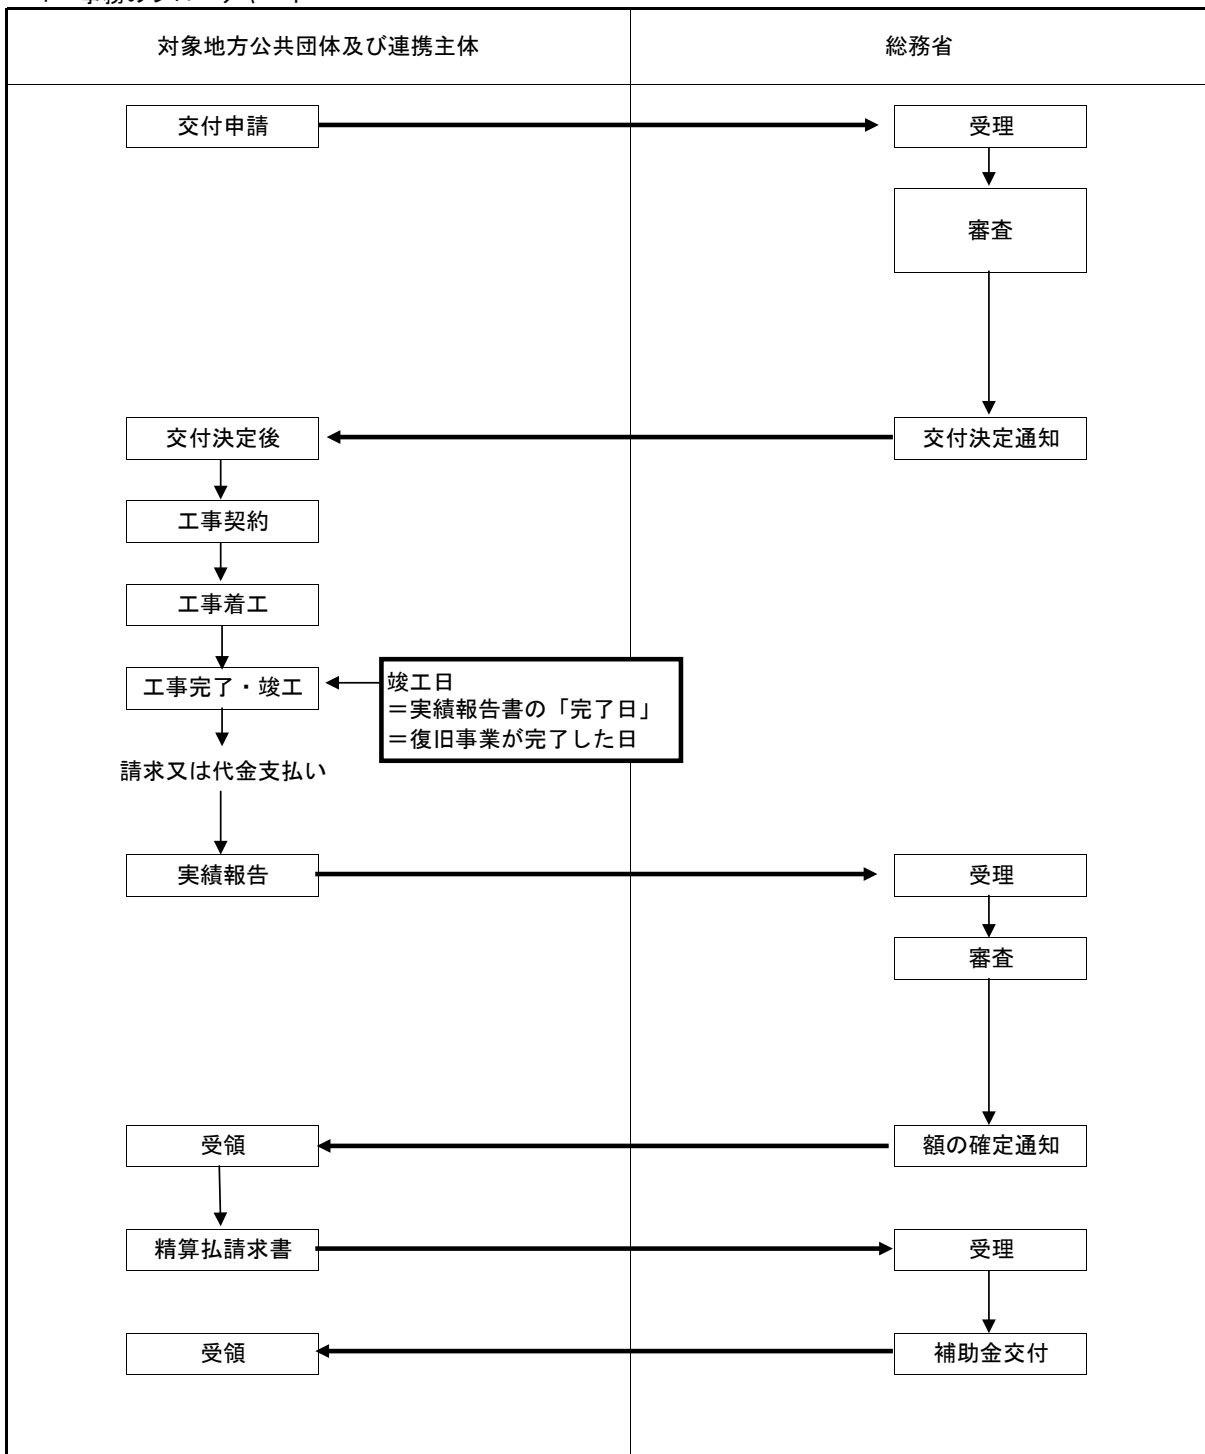 対象地方公共団体及び連携主体
総務省
交付申請
受理
審査
交付決定後
交付決定通知
工事契約
工事着工
工事完了・竣工
竣工日
＝実績報告書の「完了日」
＝復旧事業が完了した日
請求又は代金支払い
実績報告
受理
審査
受領
額の確定通知
精算払請求書
受理
受領
補助金交付